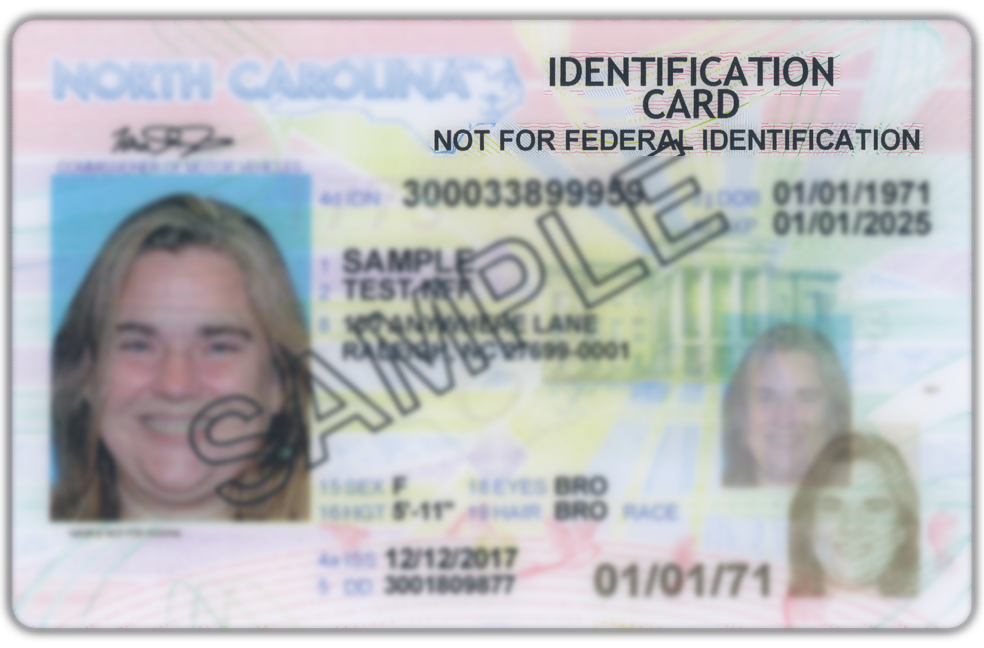 NORTH CAROLINA
IDENTIFICATION
CARD
NOT FOR FEDERAL IDENTIFICATION
COMMISSIONER OF MOTOR VEHICLES
4d IDN 300033899959
3 DOB 01/01/1971
EXP 01/01/2025
1 SAMPLE
2 TEST-NFF
8 100 ANYWHERE LANE
RALEIGH, NC 27699-0001
SAMPLE
15 SEX F 18 EYES BRO
16 HGT 5'-11" 19 HAIR BRO RACE
4a ISS 12/12/2017
5 DD 3001809877
01/01/71